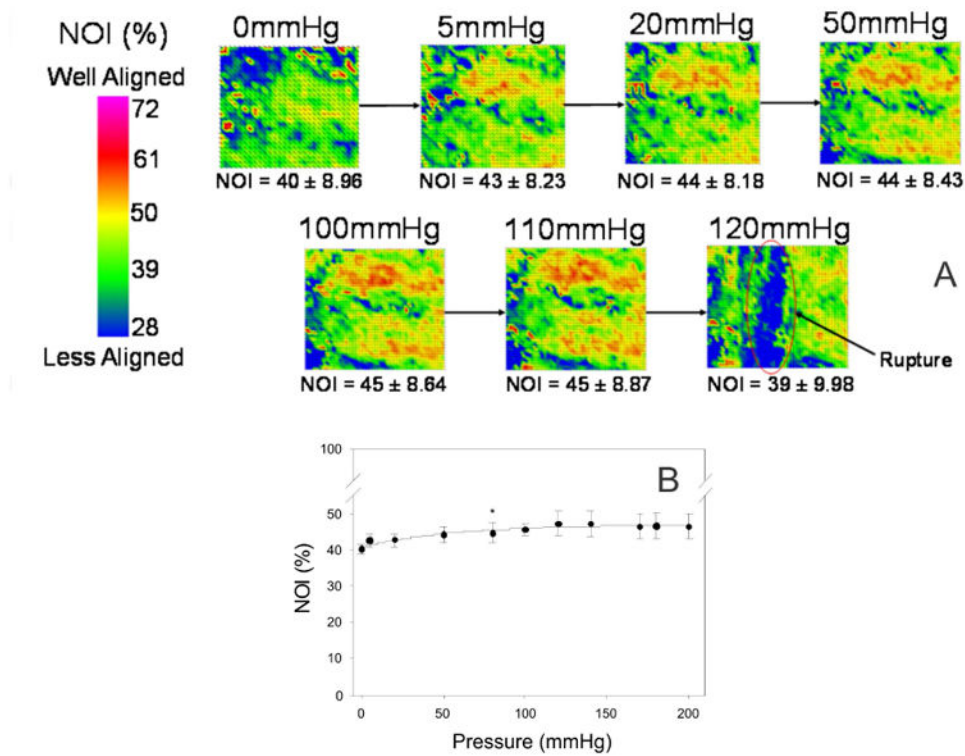 NOI (%)
Well Aligned
72
61
50
39
28
Less Aligned
0mmHg
5mmHg
20mmHg
50mmHg
NOI = 40 ± 8.96
NOI = 43 ± 8.23
NOI = 44 ± 8.18
NOI = 44 ± 8.43
100mmHg
110mmHg
120mmHg
A
Rupture
NOI = 45 ± 8.64
NOI = 45 ± 8.87
NOI = 39 ± 9.98
B
100
50
40
30
20
10
0
*
NOI (%)
0
50
100
150
200
Pressure (mmHg)